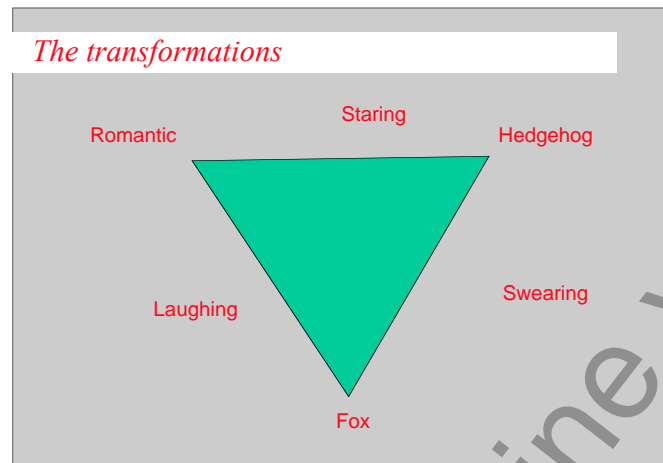 The transformations
Staring
Romantic
Hedgehog
Swearing
Laughing
Fox